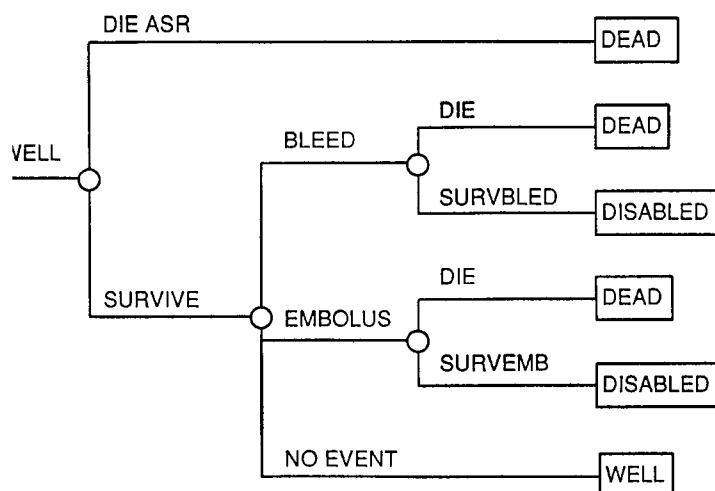 DIE ASR
DEAD
DIE
DEAD
BLEED
WELL
SURVBLED
DISABLED
DIE
DEAD
SURVIVE
EMBOLUS
SURVEMB
DISABLED
NO EVENT
WELL